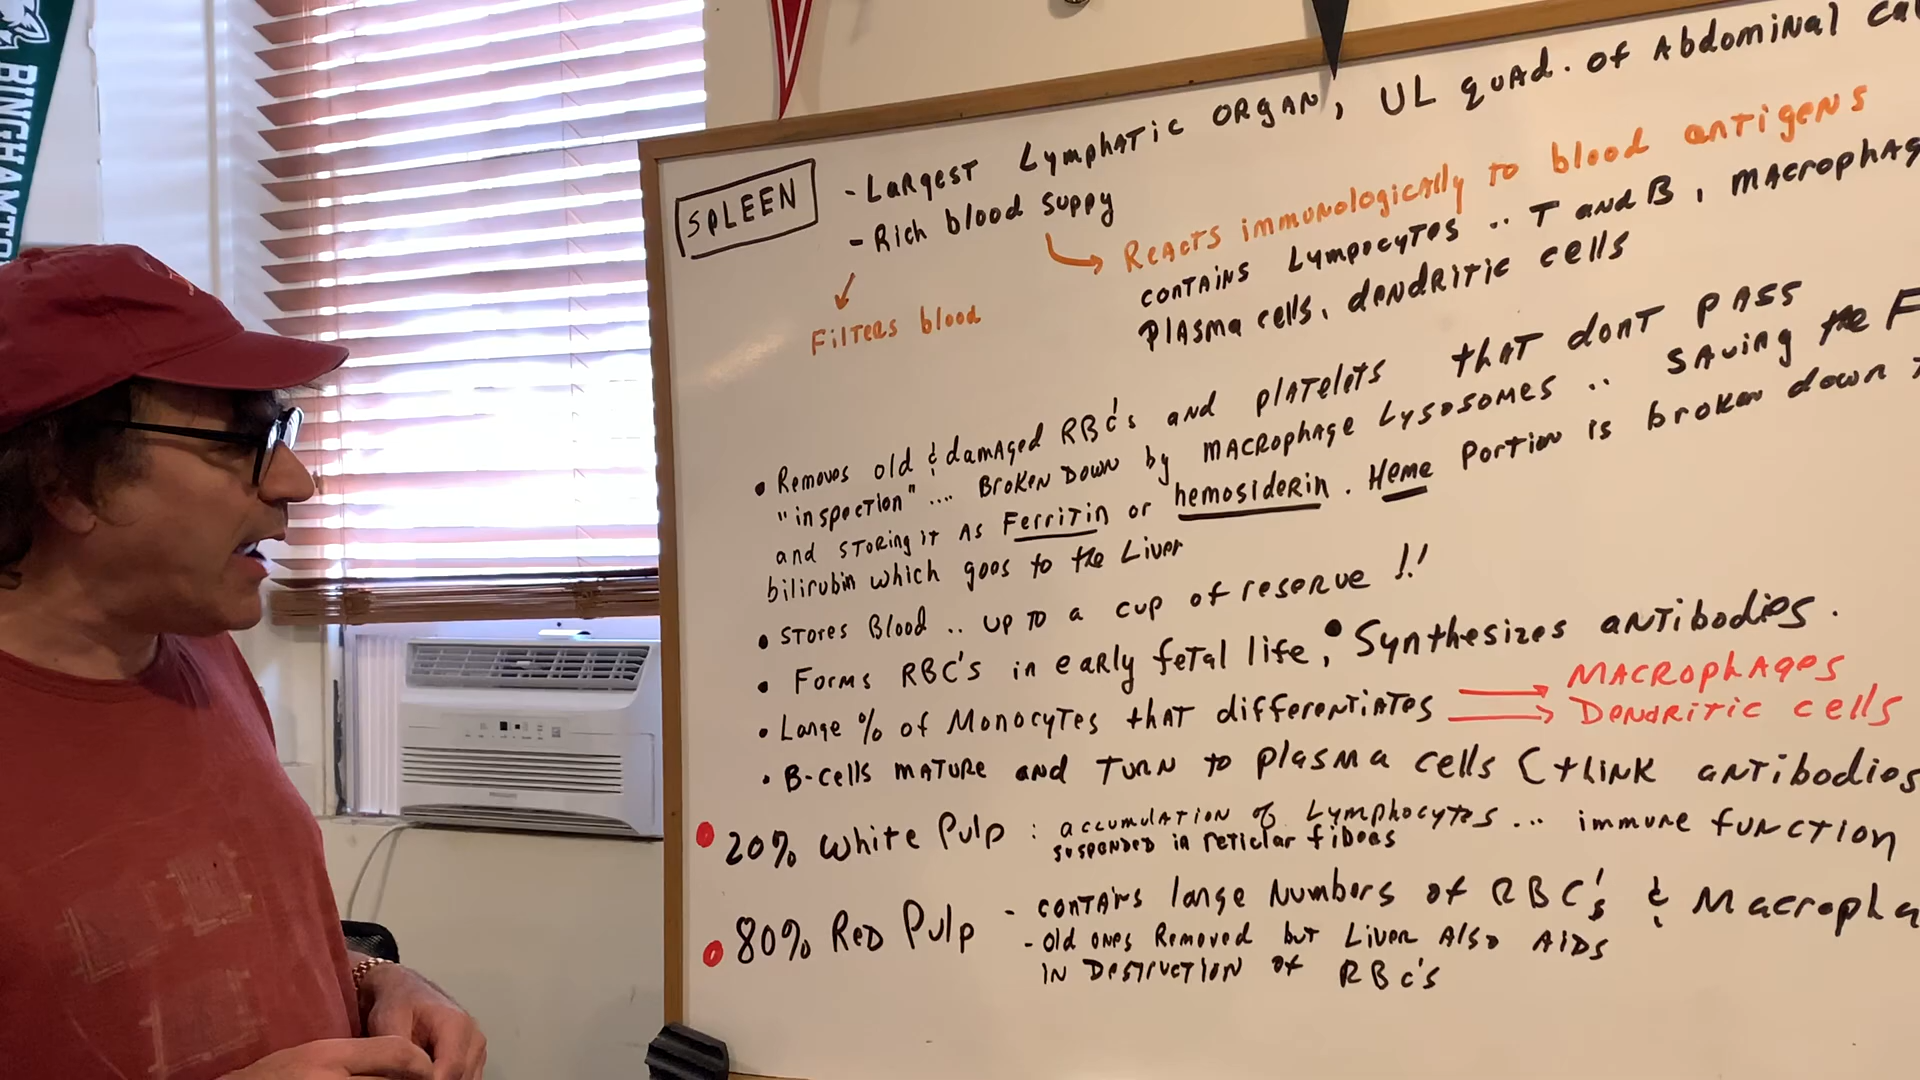 BINGHAMTO
SPLEEN
- Largest Lymphatic organ, UL quad. of Abdominal ca
- Rich blood suppy
Filters blood
Reacts immunologically to blood antigens
contains Lympocytes .. T and B, macrophag
Plasma cells, dendritic cells
• Removes old & damaged RBC's and platelets that dont pass
"inspection" .... Broken Down by macrophage Lysosomes .. saving the F
and storing it as Ferritin or hemosiderin. Heme Portion is broken down
bilirubin which goes to the Liver
• Stores Blood .. up to a cup of reserve !!
• Forms RBC's in early fetal life; • Synthesizes antibodies.
• Large % of Monocytes that differentiates
Macrophages
Dendritic cells
• B-cells mature and turn to plasma cells (think antibodies
20% White Pulp : accumulation of Lymphocytes... immune function
suspended in reticlar fibers
80% Red Pulp - contains large numbers of RBC's & Macropha
- Old ones Removed but Liver Also Aids
in Destruction of RBC's